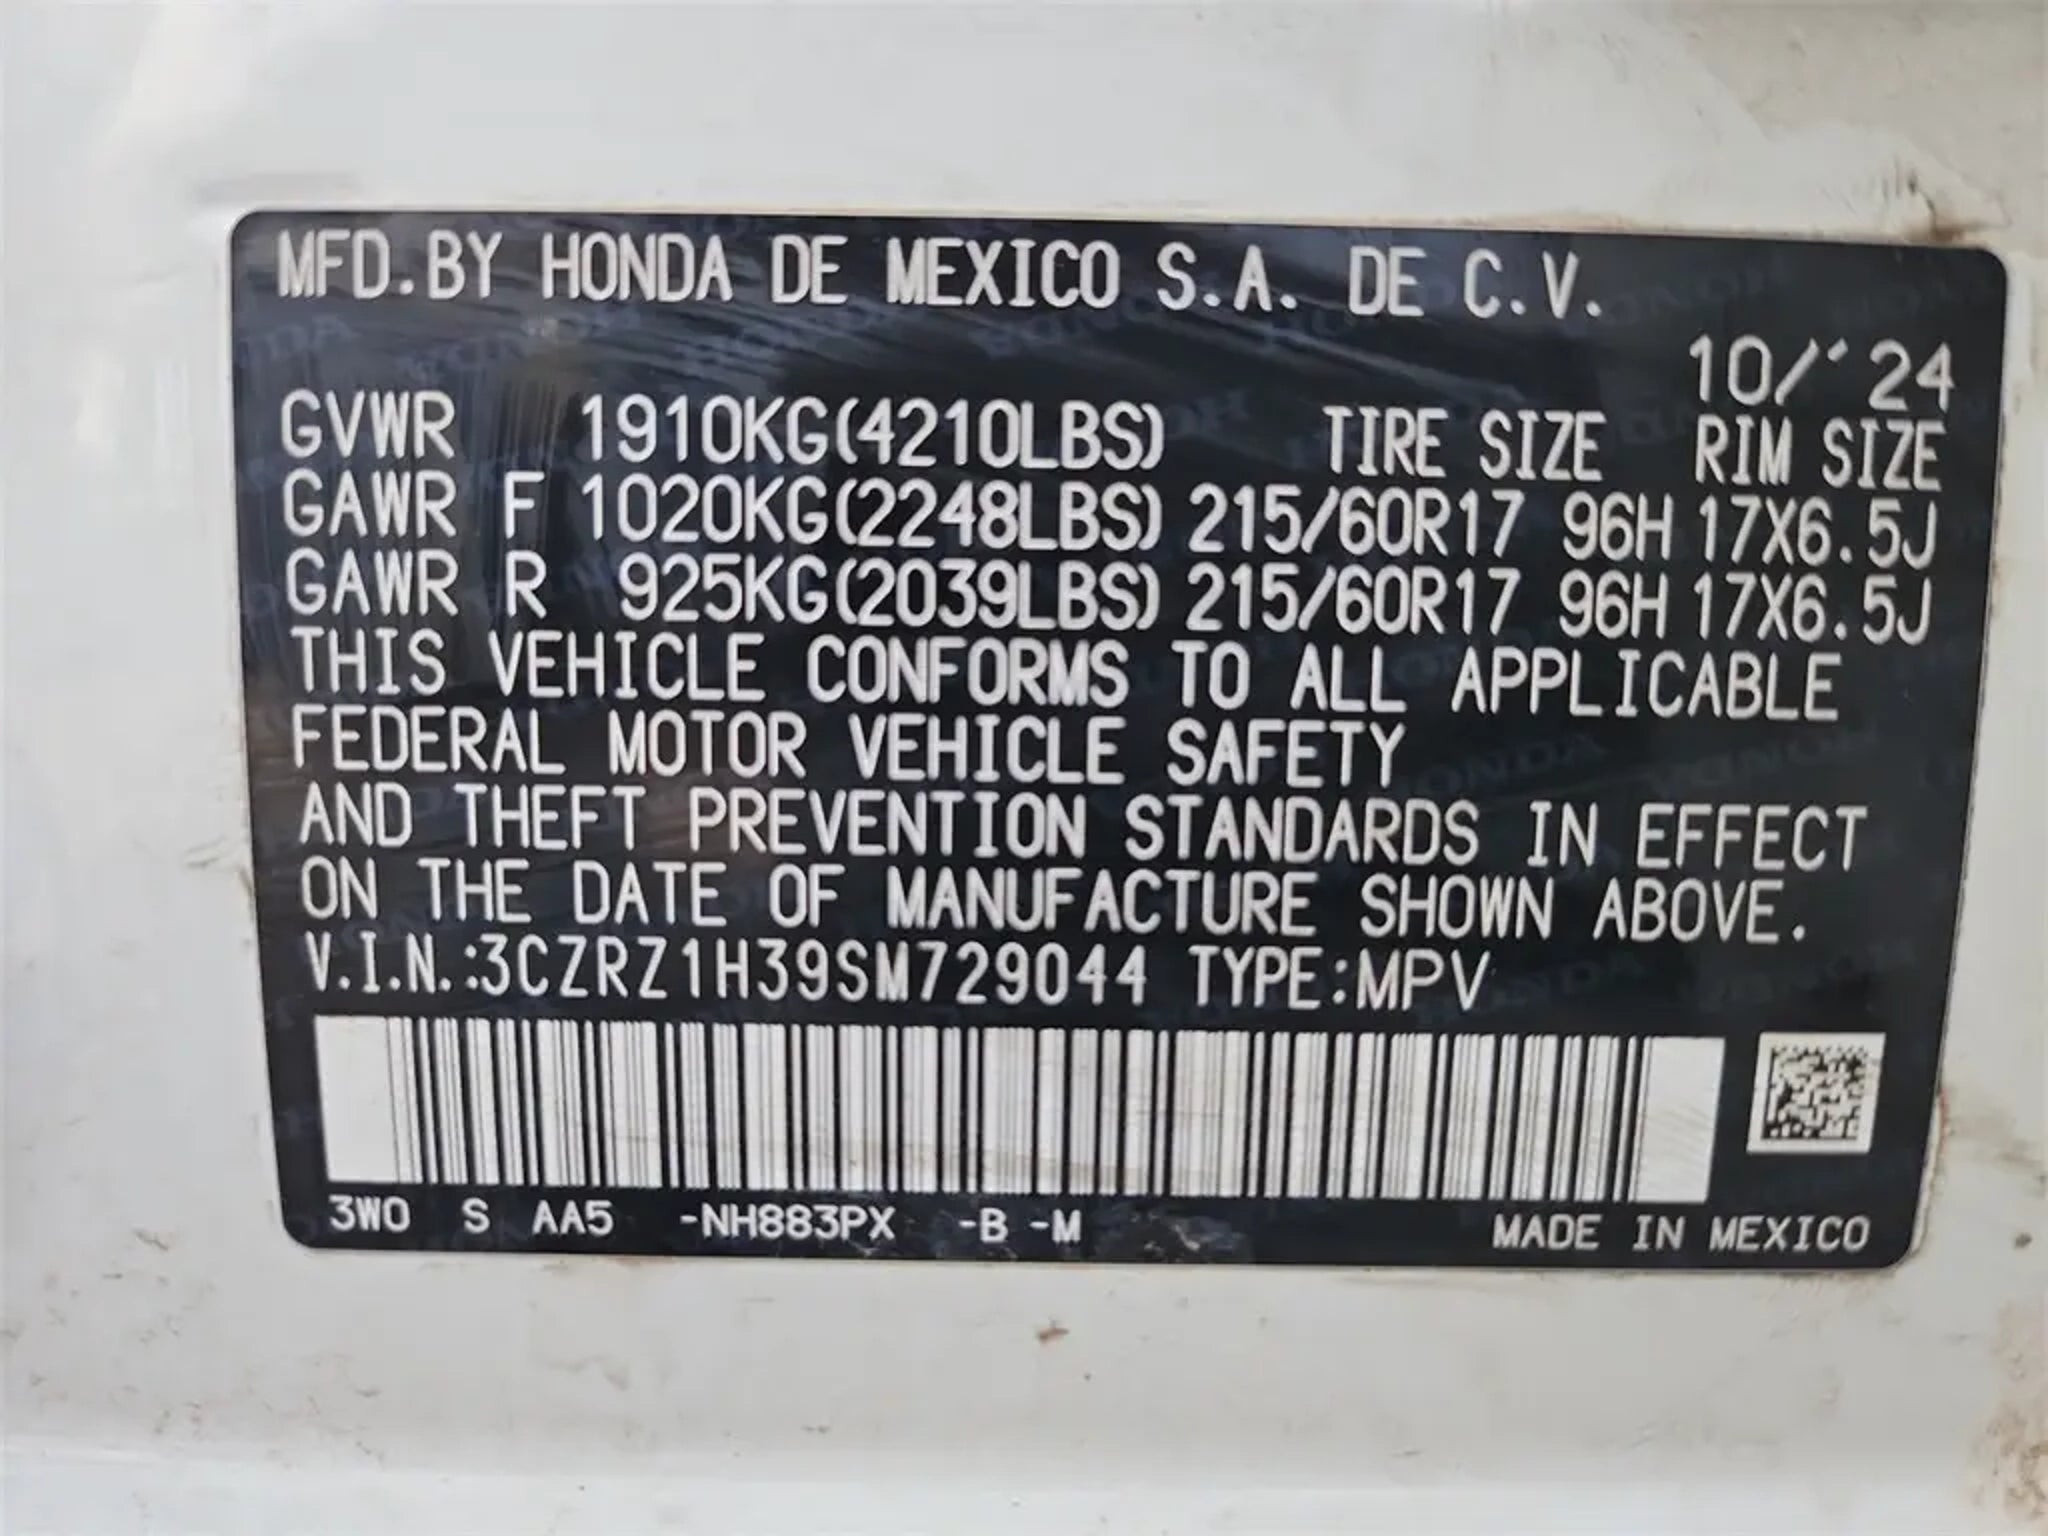 MFD.BY HONDA DE MEXICO S.A. DE C.V.
10/'24
GVWR 1910KG(4210LBS) TIRE SIZE RIM SIZE
GAWR F 1020KG(2248LBS) 215/60R17 96H 17X6.5J
GAWR R 925KG(2039LBS) 215/60R17 96H 17X6.5J
THIS VEHICLE CONFORMS TO ALL APPLICABLE
FEDERAL MOTOR VEHICLE SAFETY
AND THEFT PREVENTION STANDARDS IN EFFECT
ON THE DATE OF MANUFACTURE SHOWN ABOVE.
V.I.N.:3CZRZ1H39SM729044 TYPE:MPV
3W0 S AA5 -NH883PX -B -M MADE IN MEXICO